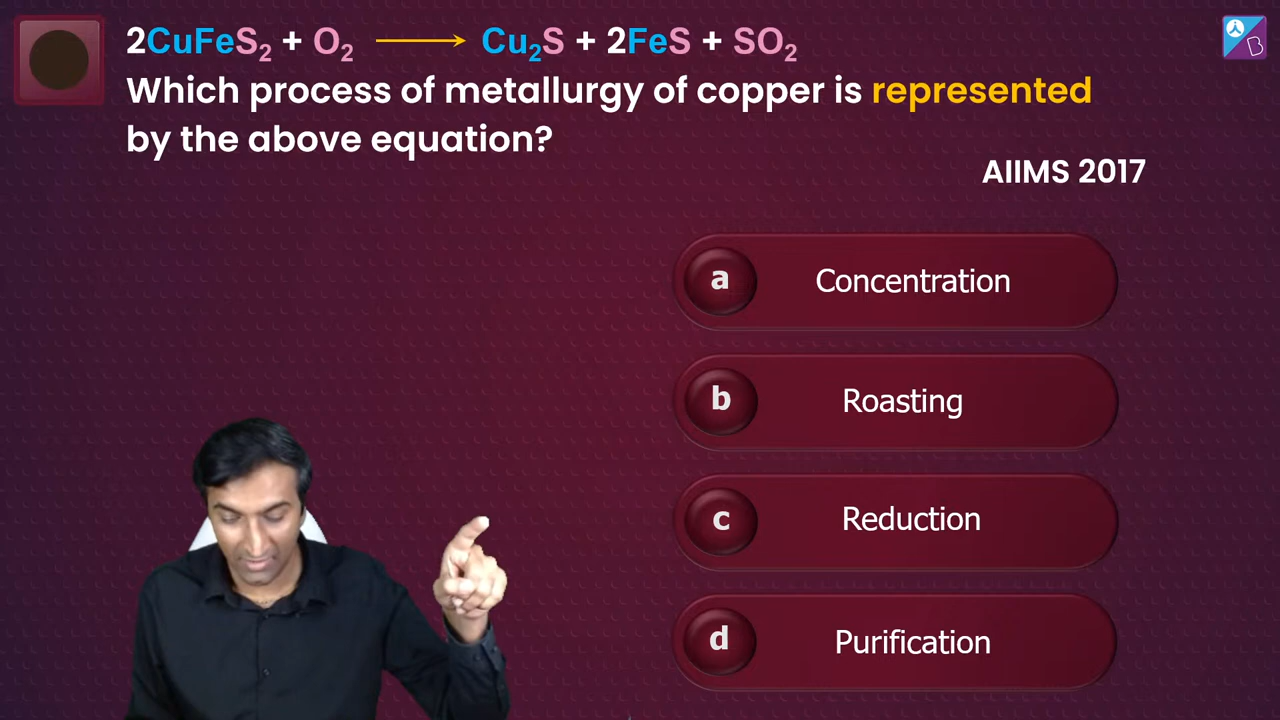 2CuFeS₂ + O₂ ⟶ Cu₂S + 2FeS + SO₂
Which process of metallurgy of copper is represented
by the above equation?
AIIMS 2017
a Concentration
b Roasting
c Reduction
d Purification
B